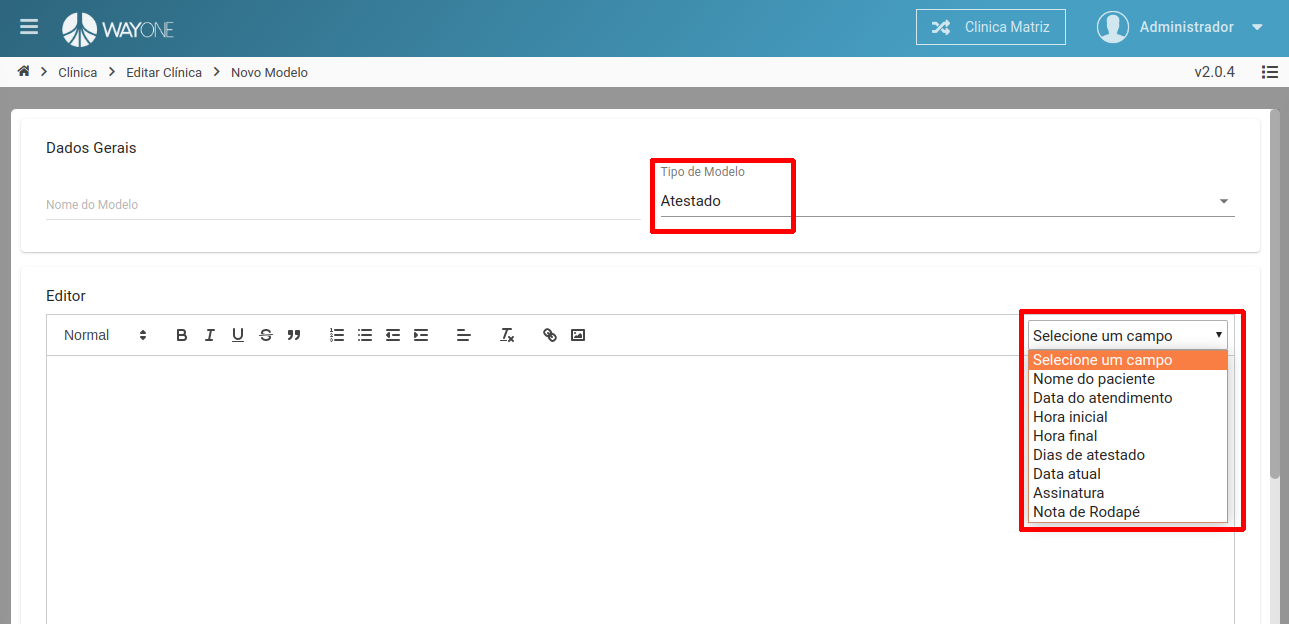 WAYONE
Clinica Matriz
Administrador
Clínica
Editar Clínica
Novo Modelo
v2.0.4
Dados Gerais
Tipo de Modelo
Nome do Modelo
Atestado
Editor
Normal
Selecione um campo
Selecione um campo
Nome do paciente
Data do atendimento
Hora inicial
Hora final
Dias de atestado
Data atual
Assinatura
Nota de Rodapé